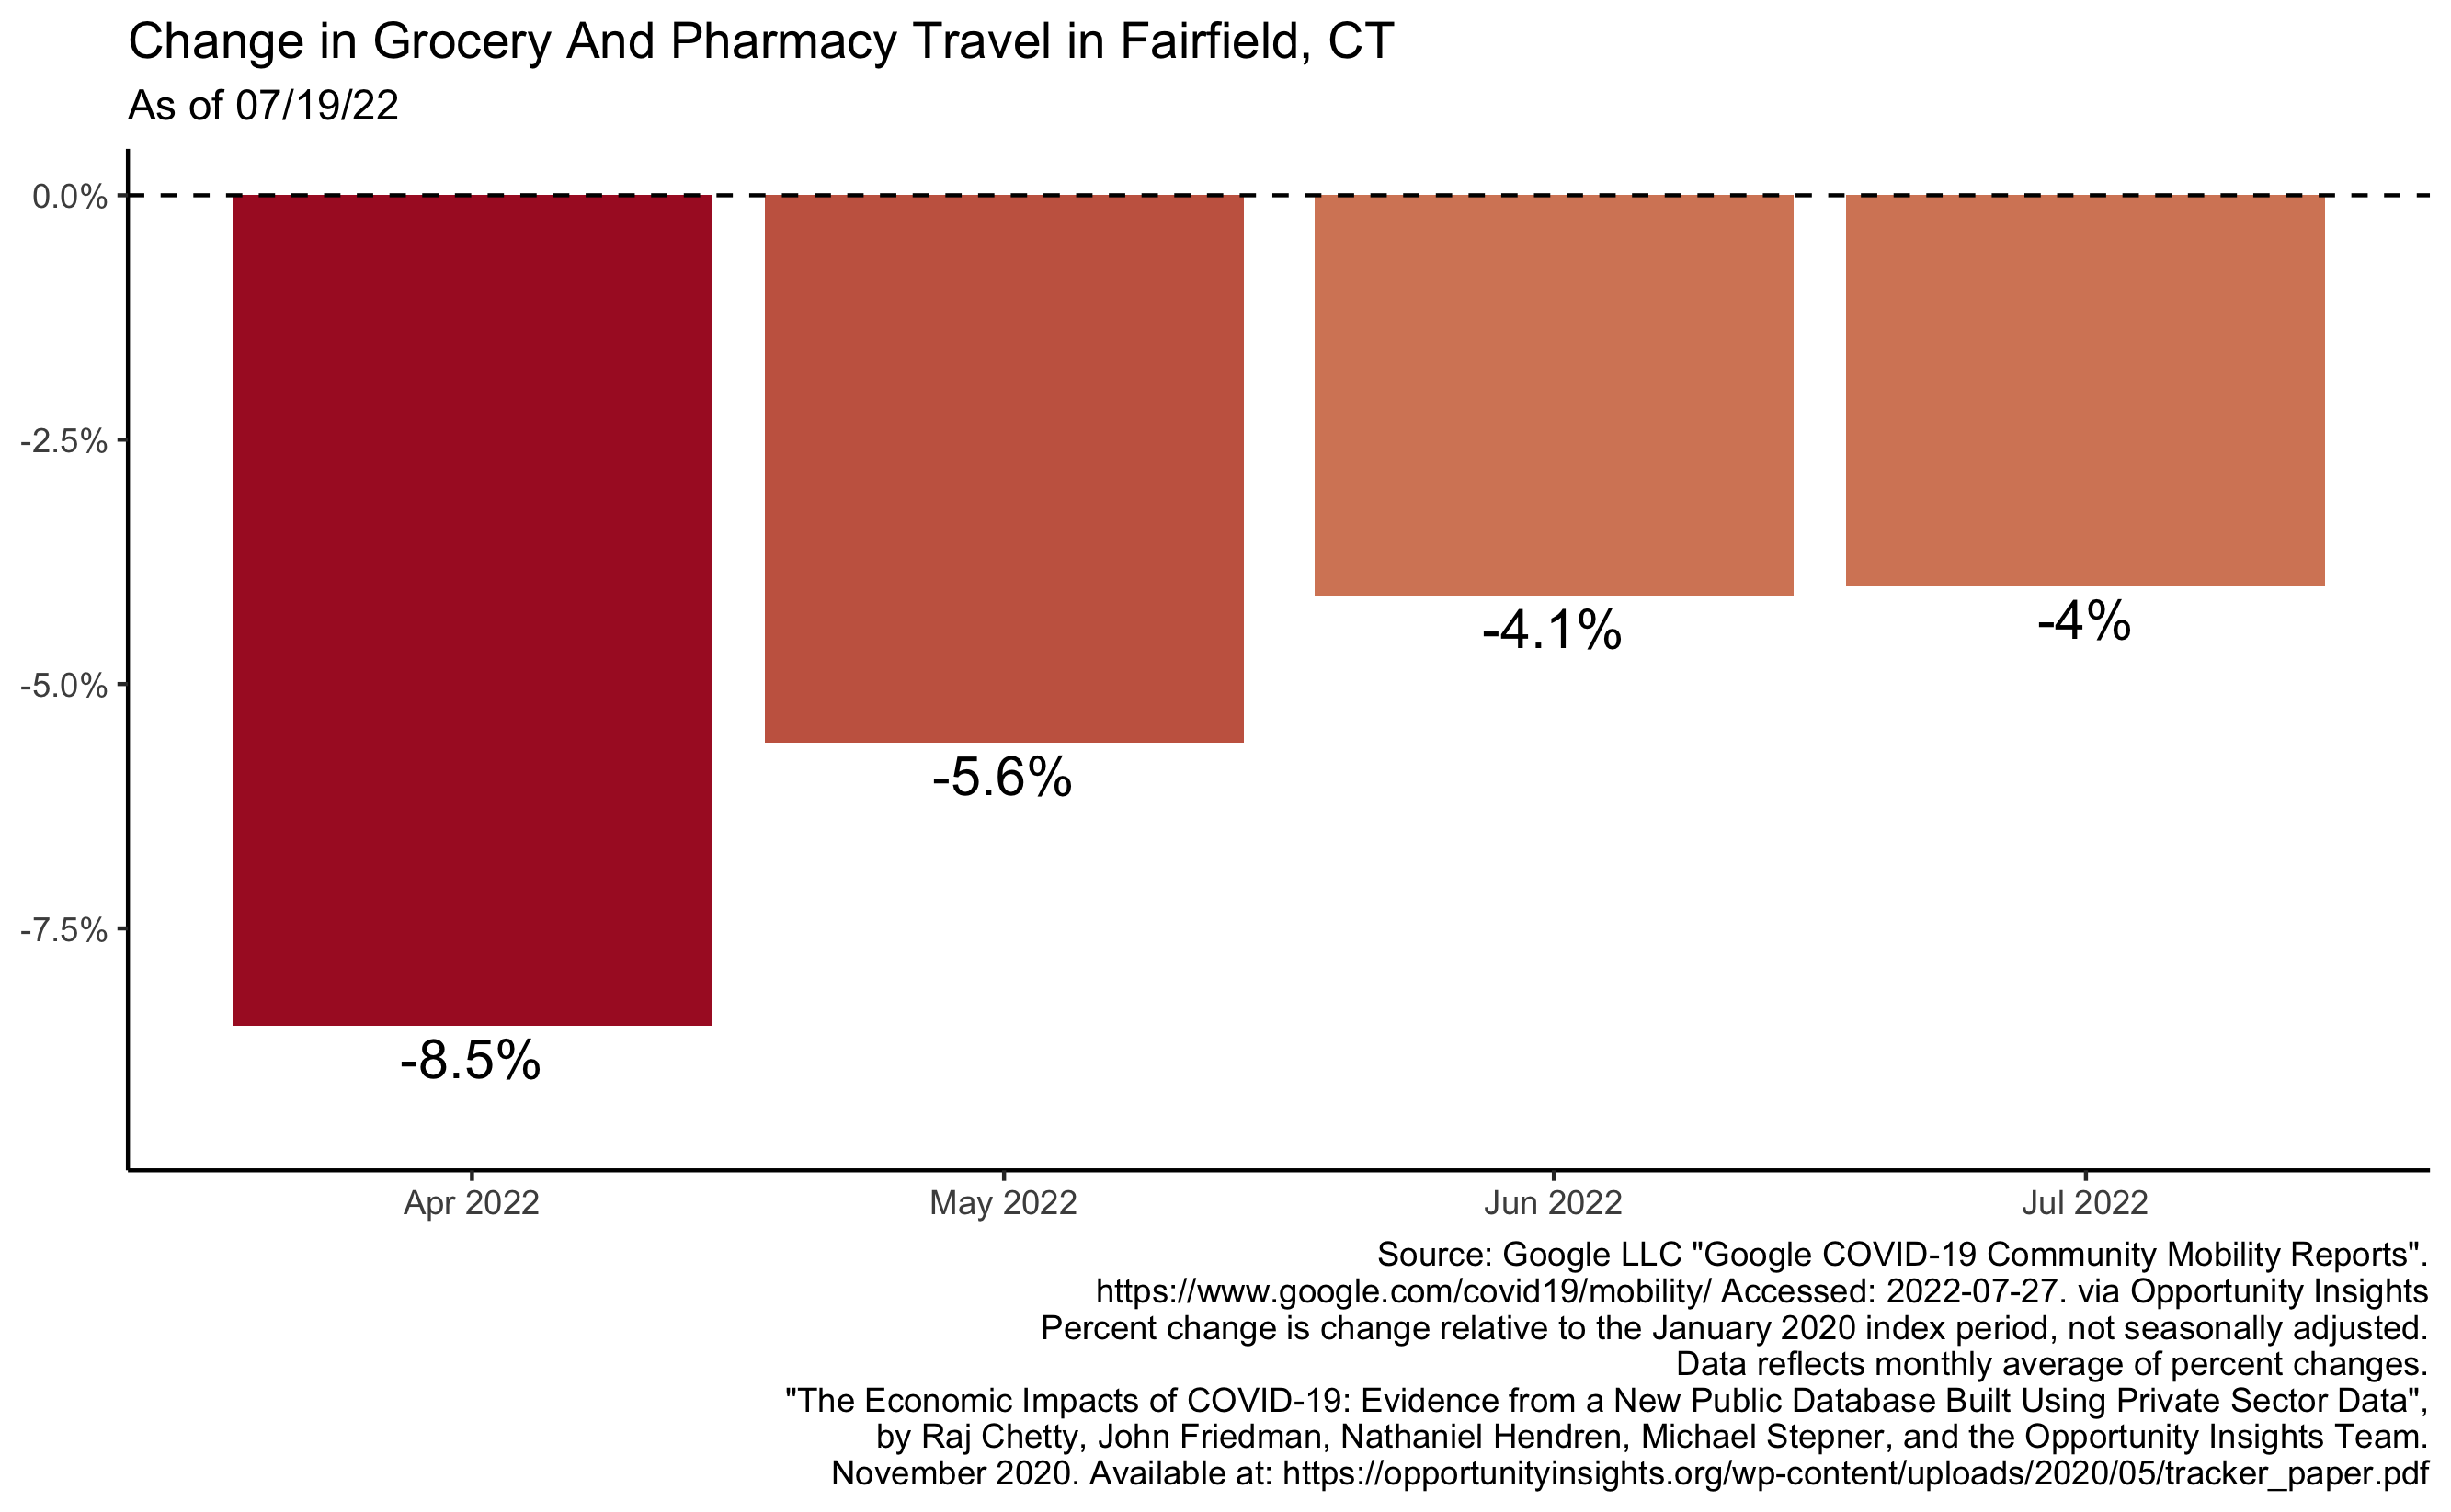 Change in Grocery And Pharmacy Travel in Fairfield, CT
As of 07/19/22
0.0%
-2.5%
-5.0%
-7.5%
-8.5%
-5.6%
-4.1%
-4%
Apr 2022
May 2022
Jun 2022
Jul 2022
Source: Google LLC "Google COVID-19 Community Mobility Reports".
https://www.google.com/covid19/mobility/ Accessed: 2022-07-27. via Opportunity Insights
Percent change is change relative to the January 2020 index period, not seasonally adjusted.
Data reflects monthly average of percent changes.
"The Economic Impacts of COVID-19: Evidence from a New Public Database Built Using Private Sector Data",
by Raj Chetty, John Friedman, Nathaniel Hendren, Michael Stepner, and the Opportunity Insights Team.
November 2020. Available at: https://opportunityinsights.org/wp-content/uploads/2020/05/tracker_paper.pdf